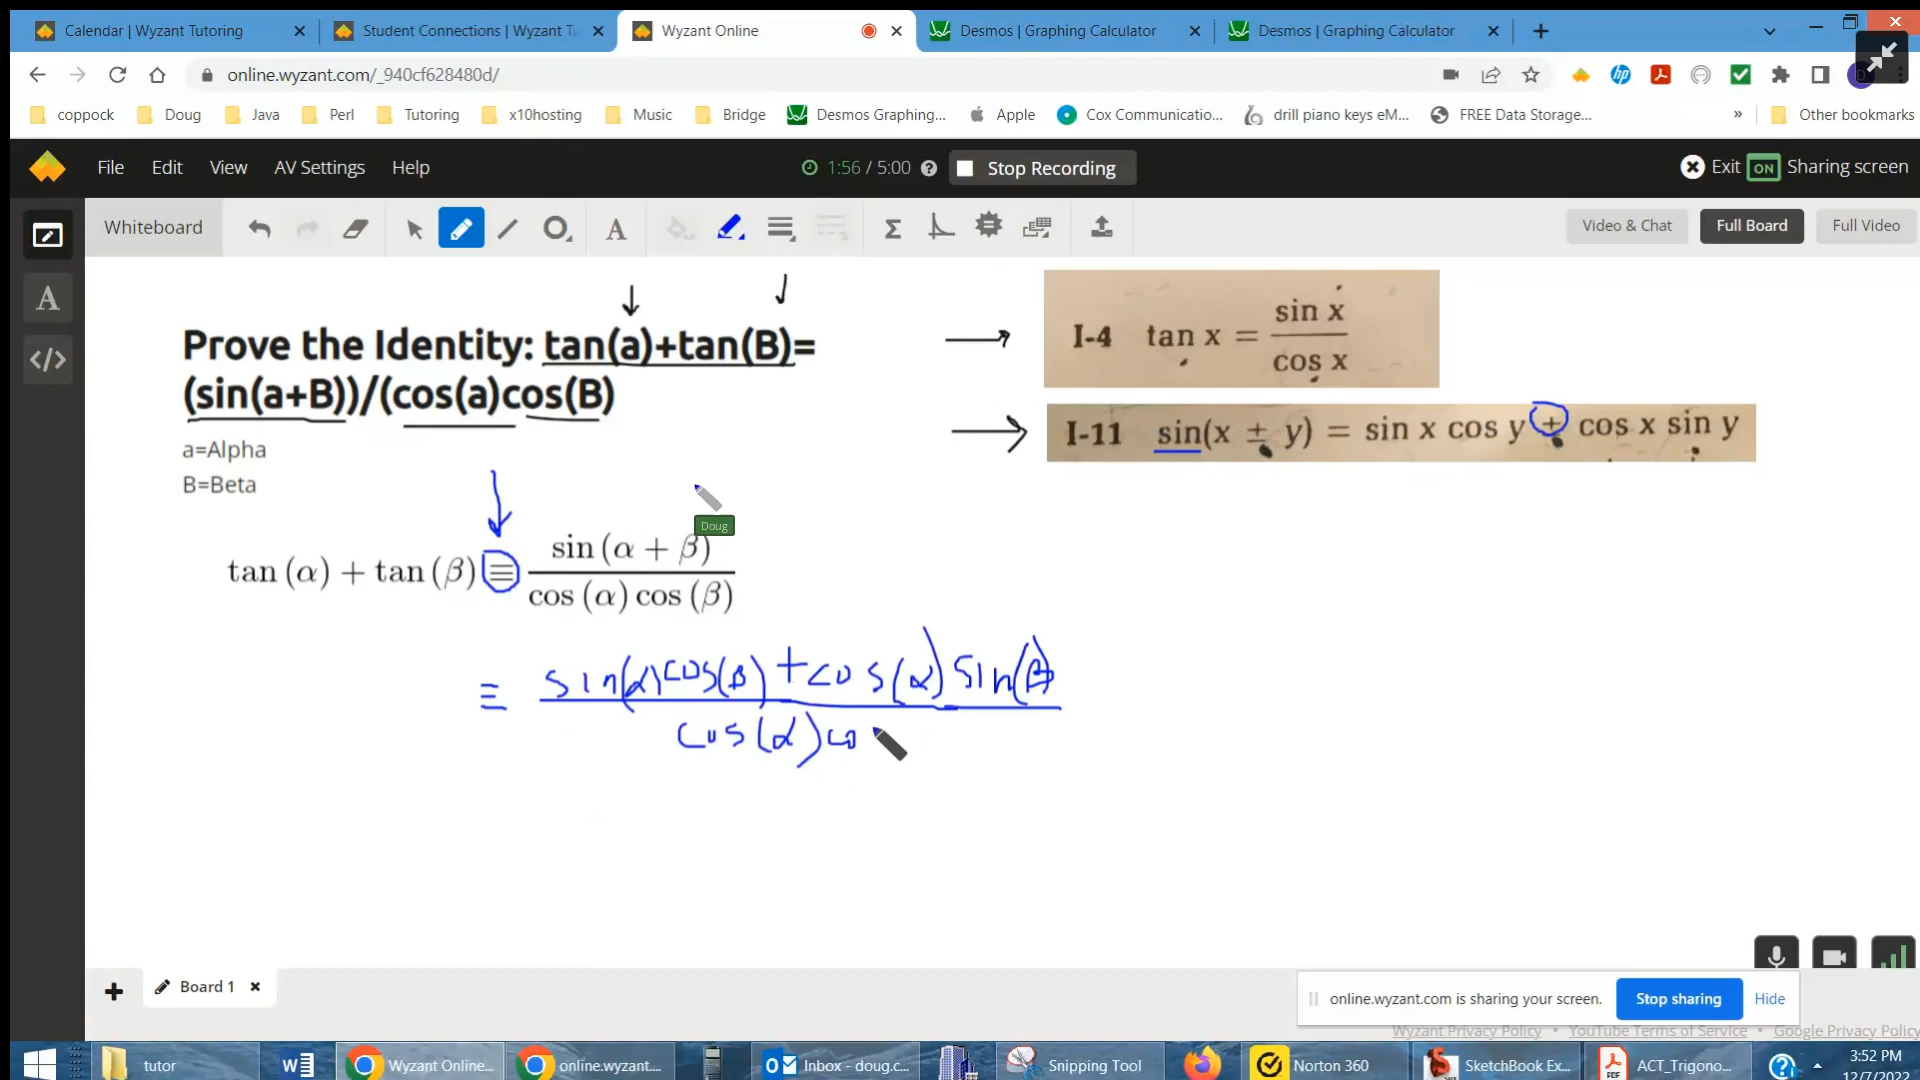 Calendar | Wyzant Tutoring
Student Connections | Wyzant Tu
Wyzant Online
Desmos | Graphing Calculator
Desmos | Graphing Calculator
online.wyzant.com/_940cf628480d/
coppock
Doug
Java
Perl
Tutoring
x10hosting
Music
Bridge
Desmos Graphing...
Apple
Cox Communicatio...
drill piano keys eM...
FREE Data Storage...
» Other bookmarks
File Edit View AV Settings Help
1:56 / 5:00
Stop Recording
Exit ON Sharing screen
Whiteboard
A
Σ
Video & Chat
Full Board
Full Video
A
</>
Prove the Identity: tan(a)+tan(B)=
(sin(a+B))/(cos(a)cos(B)
a=Alpha
B=Beta
I-4 tan x = sin x / cos x
I-11 sin(x ± y) = sin x cos y ± cos x sin y
Doug
tan (α) + tan (β) ≡ sin (α + β) / cos (α) cos (β)
≡ sin(α)cos(β) + cos(α) sin(β)
cos(α) co
Board 1
online.wyzant.com is sharing your screen.
Stop sharing
Hide
Wyzant Privacy Policy • YouTube Terms of Service • Google Privacy Policy
tutor
Wyzant Online...
online.wyzant....
Inbox - doug.c...
Snipping Tool
Norton 360
SketchBook Ex...
ACT_Trigono...
3:52 PM
12/7/2022